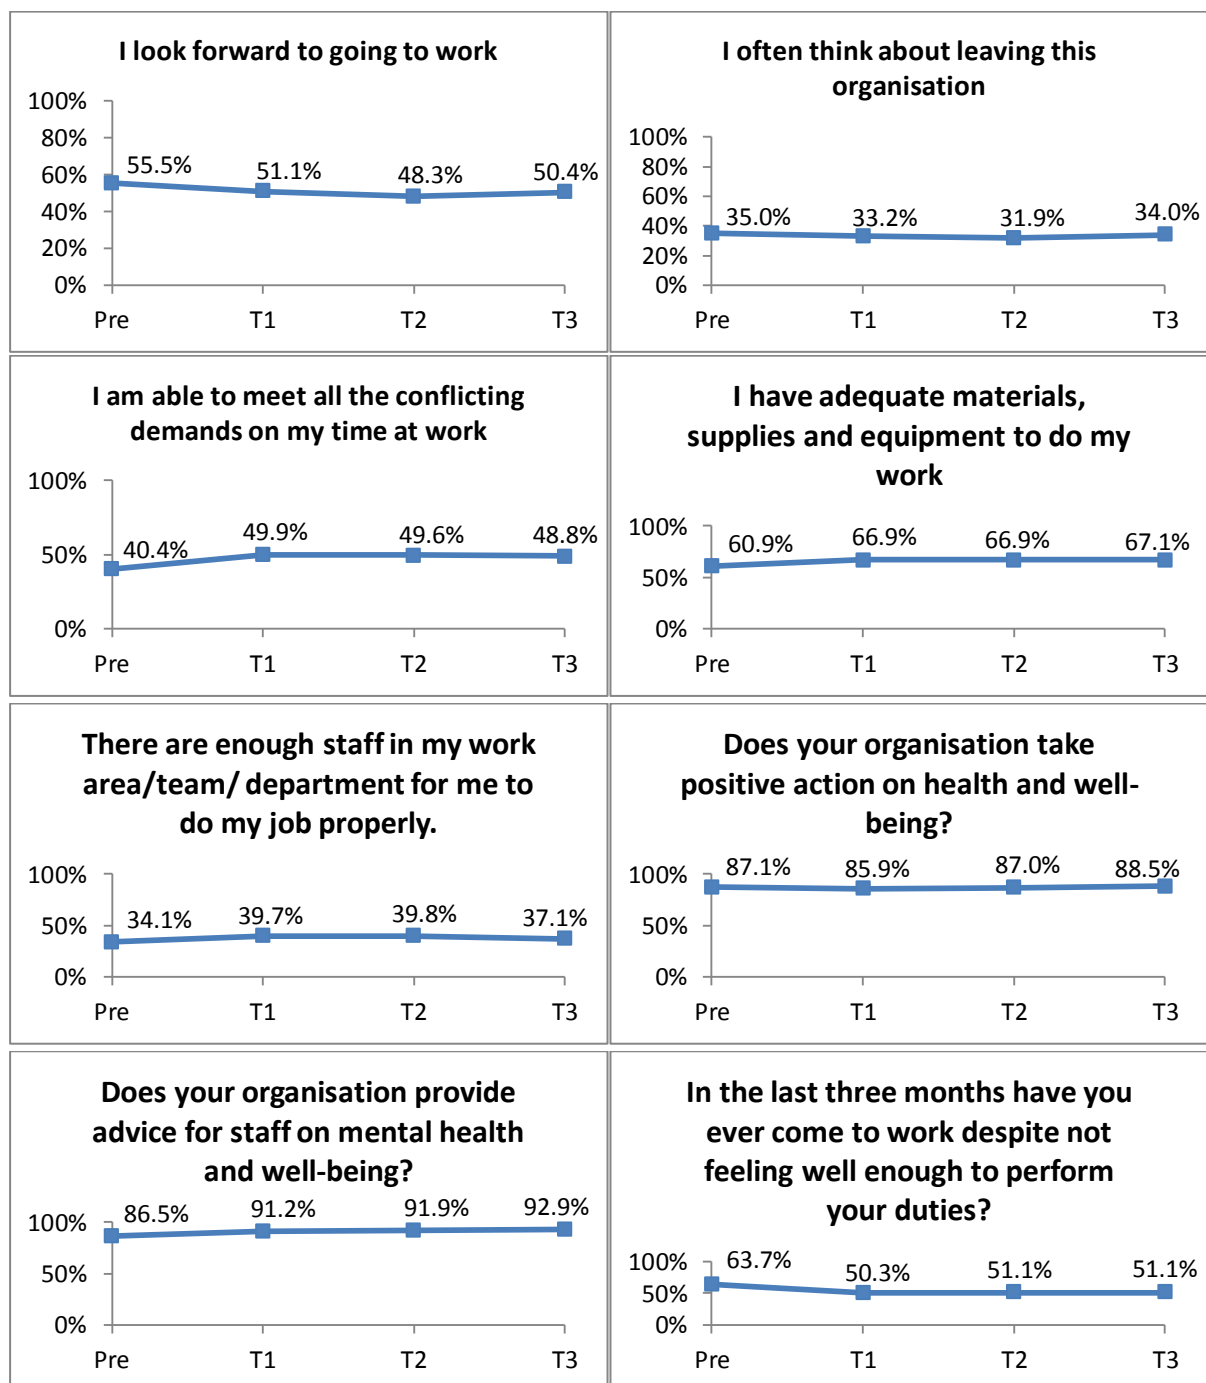 I look forward to going to work
100%
80%
60%
40%
20%
0%
55.5% 51.1% 48.3% 50.4%
Pre T1 T2 T3
I often think about leaving this
organisation
100%
80%
60%
40%
20%
0%
35.0% 33.2% 31.9% 34.0%
Pre T1 T2 T3
I am able to meet all the conflicting
demands on my time at work
100%
50%
0%
40.4% 49.9% 49.6% 48.8%
Pre T1 T2 T3
I have adequate materials,
supplies and equipment to do my
work
100%
50%
0%
60.9% 66.9% 66.9% 67.1%
Pre T1 T2 T3
There are enough staff in my work
area/team/ department for me to
do my job properly.
100%
50%
0%
34.1% 39.7% 39.8% 37.1%
Pre T1 T2 T3
Does your organisation take
positive action on health and well-
being?
100%
50%
0%
87.1% 85.9% 87.0% 88.5%
Pre T1 T2 T3
Does your organisation provide
advice for staff on mental health
and well-being?
100%
50%
0%
86.5% 91.2% 91.9% 92.9%
Pre T1 T2 T3
In the last three months have you
ever come to work despite not
feeling well enough to perform
your duties?
100%
50%
0%
63.7% 50.3% 51.1% 51.1%
Pre T1 T2 T3